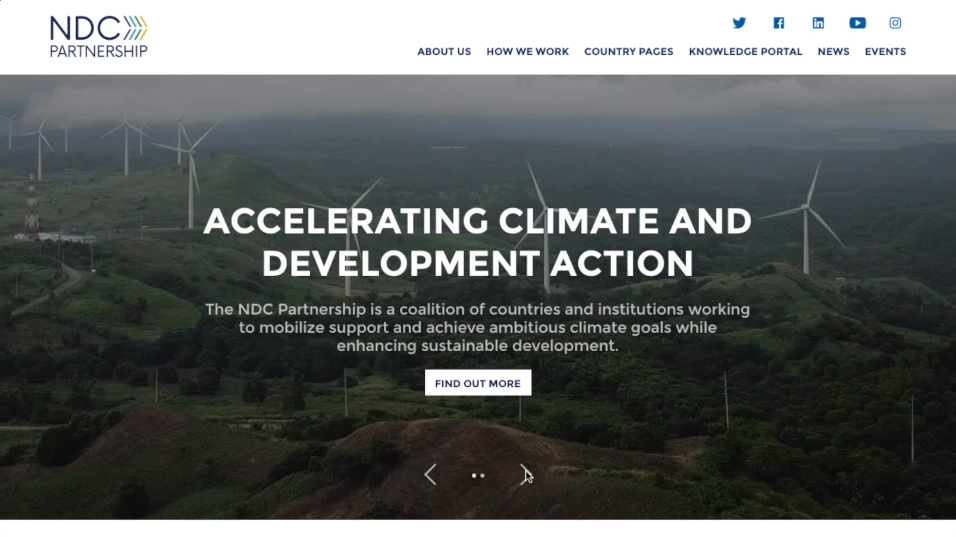 NDC
PARTNERSHIP
ABOUT US HOW WE WORK COUNTRY PAGES KNOWLEDGE PORTAL NEWS EVENTS
ACCELERATING CLIMATE AND
DEVELOPMENT ACTION
The NDC Partnership is a coalition of countries and institutions working
to mobilize support and achieve ambitious climate goals while
enhancing sustainable development.
FIND OUT MORE